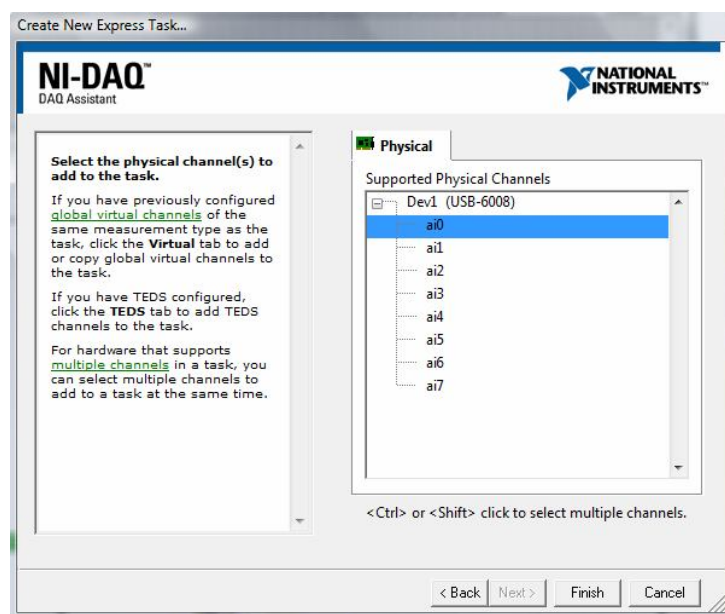 Create New Express Task...
NI-DAQ™
DAQ Assistant
NATIONAL
INSTRUMENTS™
Select the physical channel(s) to
add to the task.
If you have previously configured
global virtual channels of the
same measurement type as the
task, click the Virtual tab to add
or copy global virtual channels to
the task.
If you have TEDS configured,
click the TEDS tab to add TEDS
channels to the task.
For hardware that supports
multiple channels in a task, you
can select multiple channels to
add to a task at the same time.
Physical
Supported Physical Channels
Dev1 (USB-6008)
ai0
ai1
ai2
ai3
ai4
ai5
ai6
ai7
<Ctrl> or <Shift> click to select multiple channels.
< Back Next > Finish Cancel